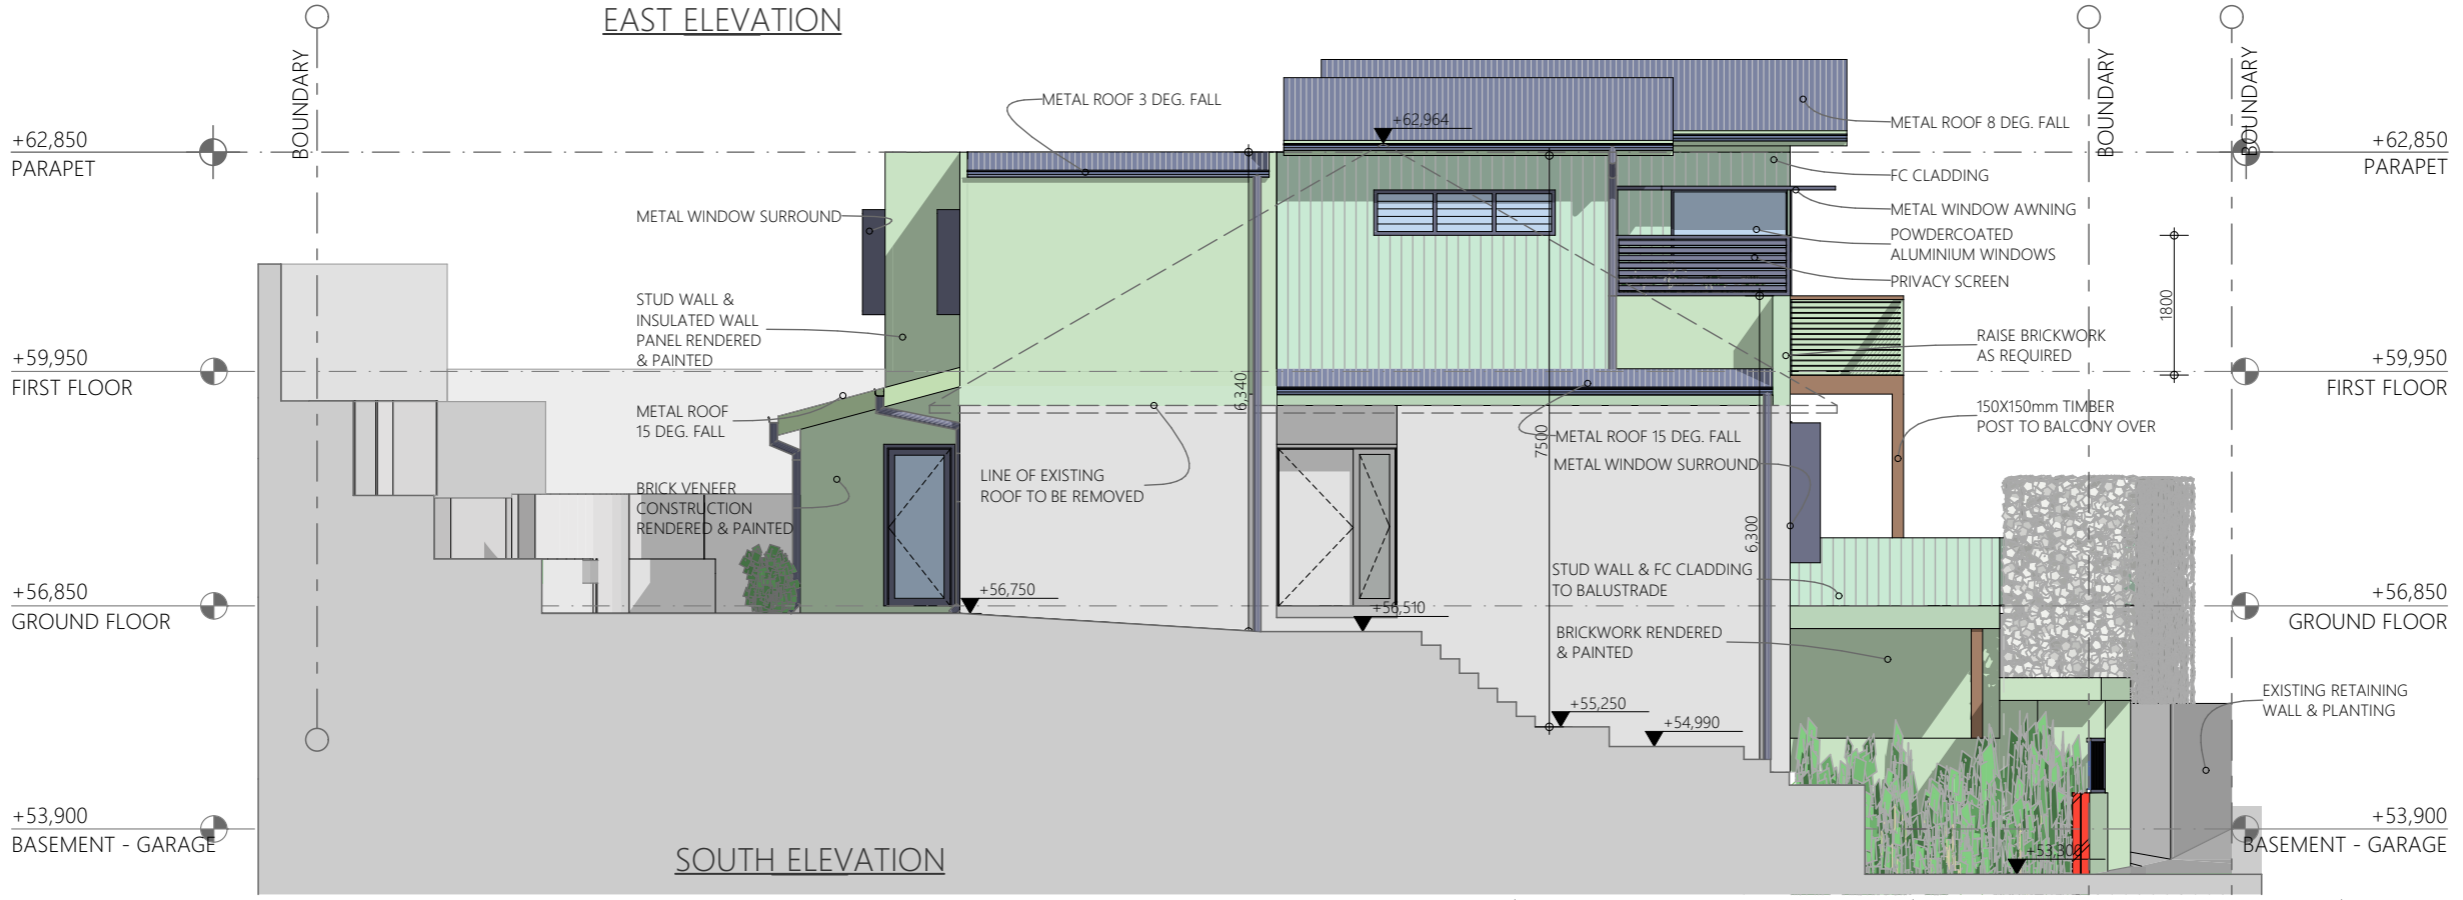 EAST ELEVATION
BOUNDARY
BOUNDARY
BOUNDARY
+62,850
PARAPET
+59,950
FIRST FLOOR
+56,850
GROUND FLOOR
+53,900
BASEMENT - GARAGE
METAL ROOF 3 DEG. FALL
METAL WINDOW SURROUND
STUD WALL &
INSULATED WALL
PANEL RENDERED
& PAINTED
METAL ROOF
15 DEG. FALL
BRICK VENEER
CONSTRUCTION
RENDERED & PAINTED
LINE OF EXISTING
ROOF TO BE REMOVED
+56,750
6,340
+62,964
7500
METAL ROOF 15 DEG. FALL
METAL WINDOW SURROUND
6,300
+56,510
STUD WALL & FC CLADDING
TO BALUSTRADE
BRICKWORK RENDERED
& PAINTED
+55,250
+54,990
METAL ROOF 8 DEG. FALL
FC CLADDING
METAL WINDOW AWNING
POWDERCOATED
ALUMINIUM WINDOWS
PRIVACY SCREEN
1800
RAISE BRICKWORK
AS REQUIRED
150X150mm TIMBER
POST TO BALCONY OVER
EXISTING RETAINING
WALL & PLANTING
+53,300
+62,850
PARAPET
+59,950
FIRST FLOOR
+56,850
GROUND FLOOR
+53,900
BASEMENT - GARAGE
SOUTH ELEVATION